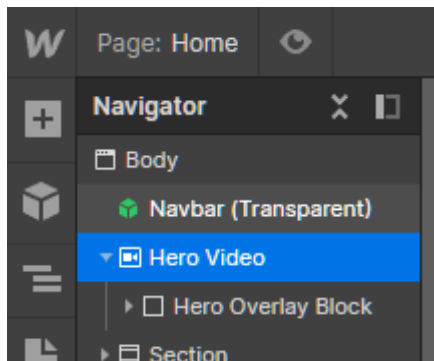 Page: Home
Navigator
Body
Navbar (Transparent)
Hero Video
Hero Overlay Block
Section